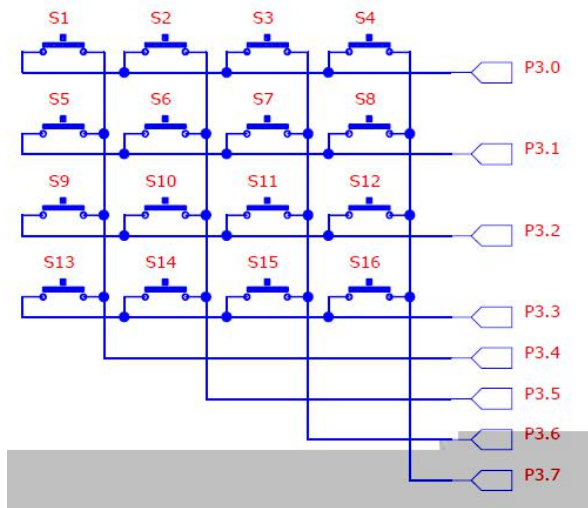 S1 S2 S3 S4
P3.0
S5 S6 S7 S8
P3.1
S9 S10 S11 S12
P3.2
S13 S14 S15 S16
P3.3
P3.4
P3.5
P3.6
P3.7